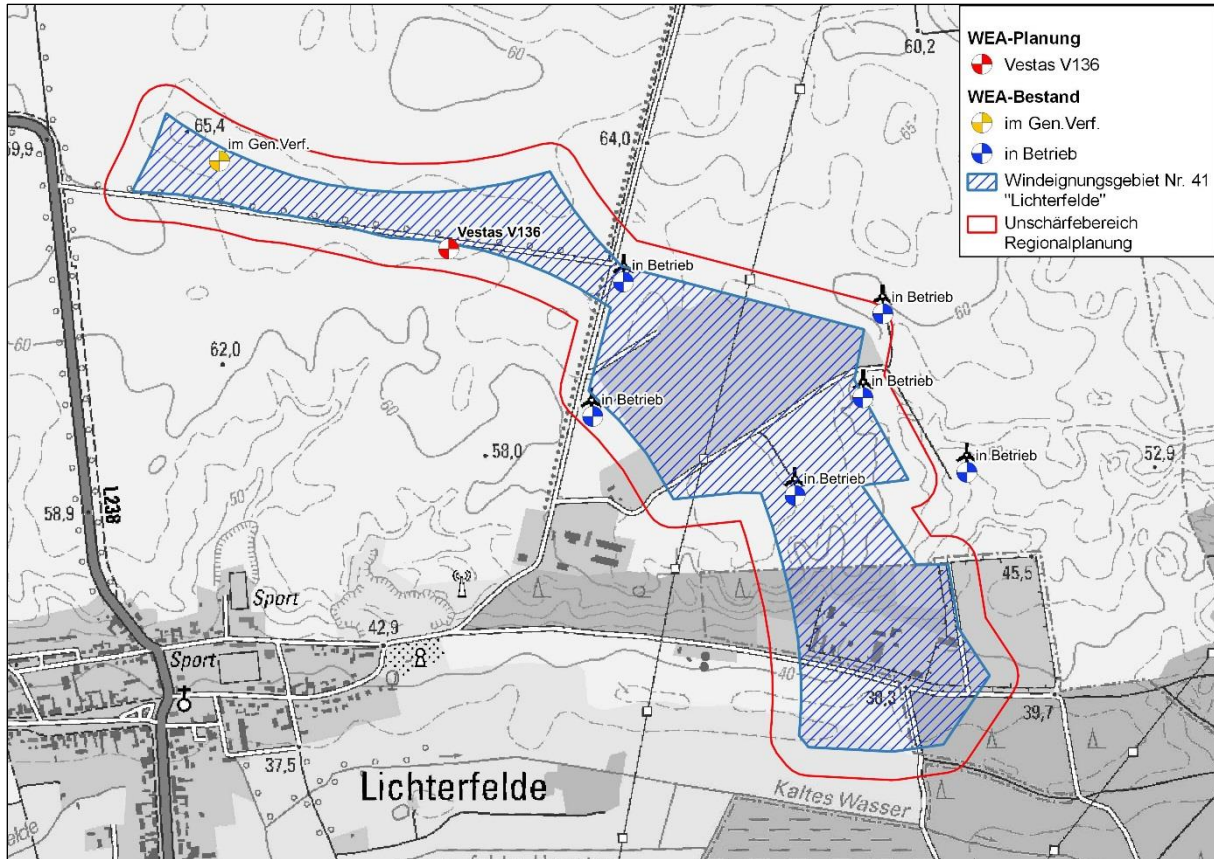 60
60,2
WEA-Planung
Vestas V136
WEA-Bestand
im Gen.Verf.
in Betrieb
Windeignungsgebiet Nr. 41
"Lichterfelde"
Unschärfebereich
Regionalplanung
65,4
im Gen.Verf.
64,0
65
59,9
Vestas V136
in Betrieb
in Betrieb
60
60
62,0
in Betrieb
in Betrieb
58,0
in Betrieb
52,9
in Betrieb
50
L238
58,9
Sport
45,5
42,9
Sport
40
38,3
39,7
37,5
Lichterfelde
Kaltes Wasser